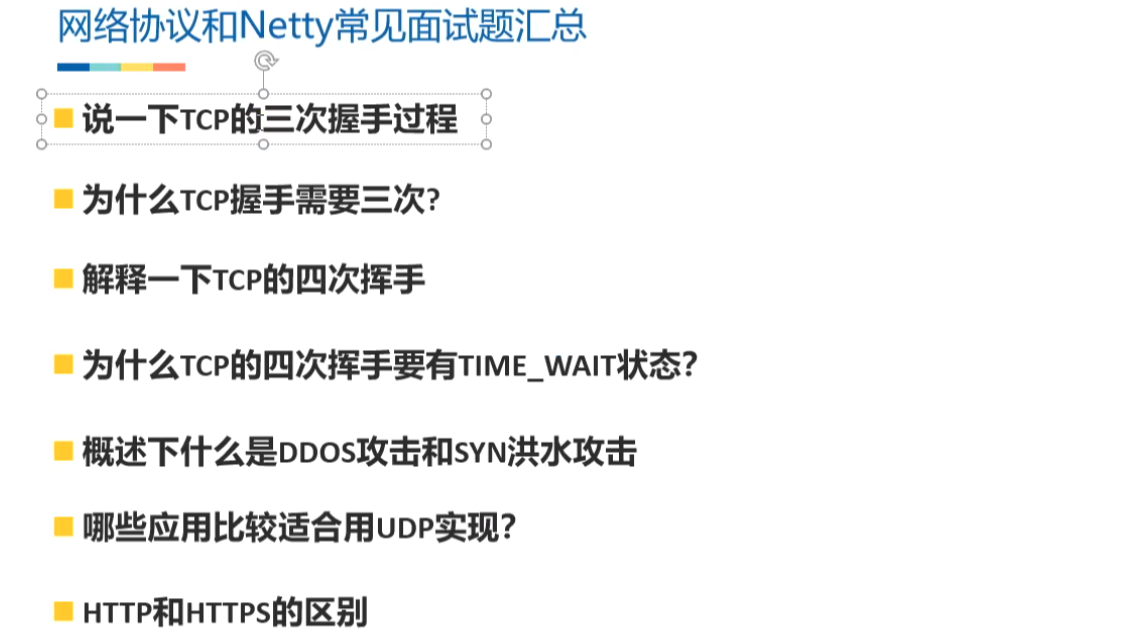 网络协议和Netty常见面试题汇总
说一下TCP的三次握手过程
为什么TCP握手需要三次?
解释一下TCP的四次挥手
为什么TCP的四次挥手要有TIME_WAIT状态？
概述下什么是DDOS攻击和SYN洪水攻击
哪些应用比较适合用UDP实现？
HTTP和HTTPS的区别